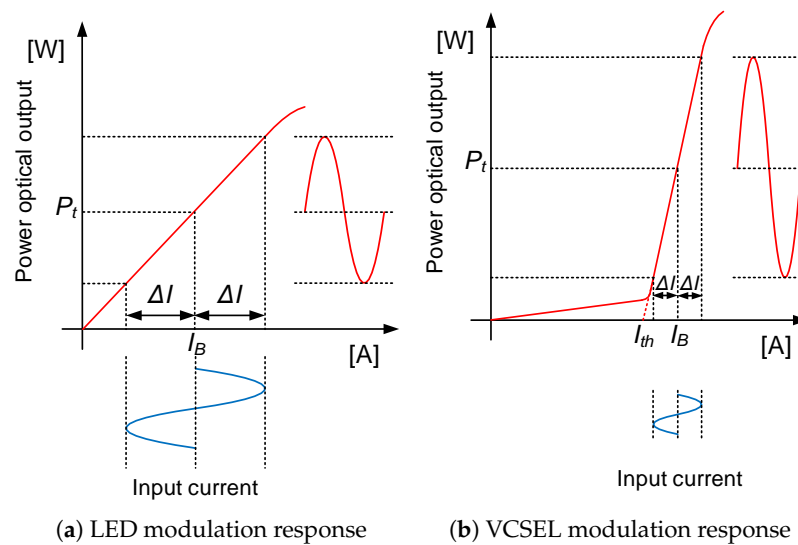 [W]
Power optical output
P_t
ΔI
ΔI
I_B
[A]
Input current
(a) LED modulation response
[W]
Power optical output
P_t
ΔI
ΔI
I_th
I_B
[A]
Input current
(b) VCSEL modulation response